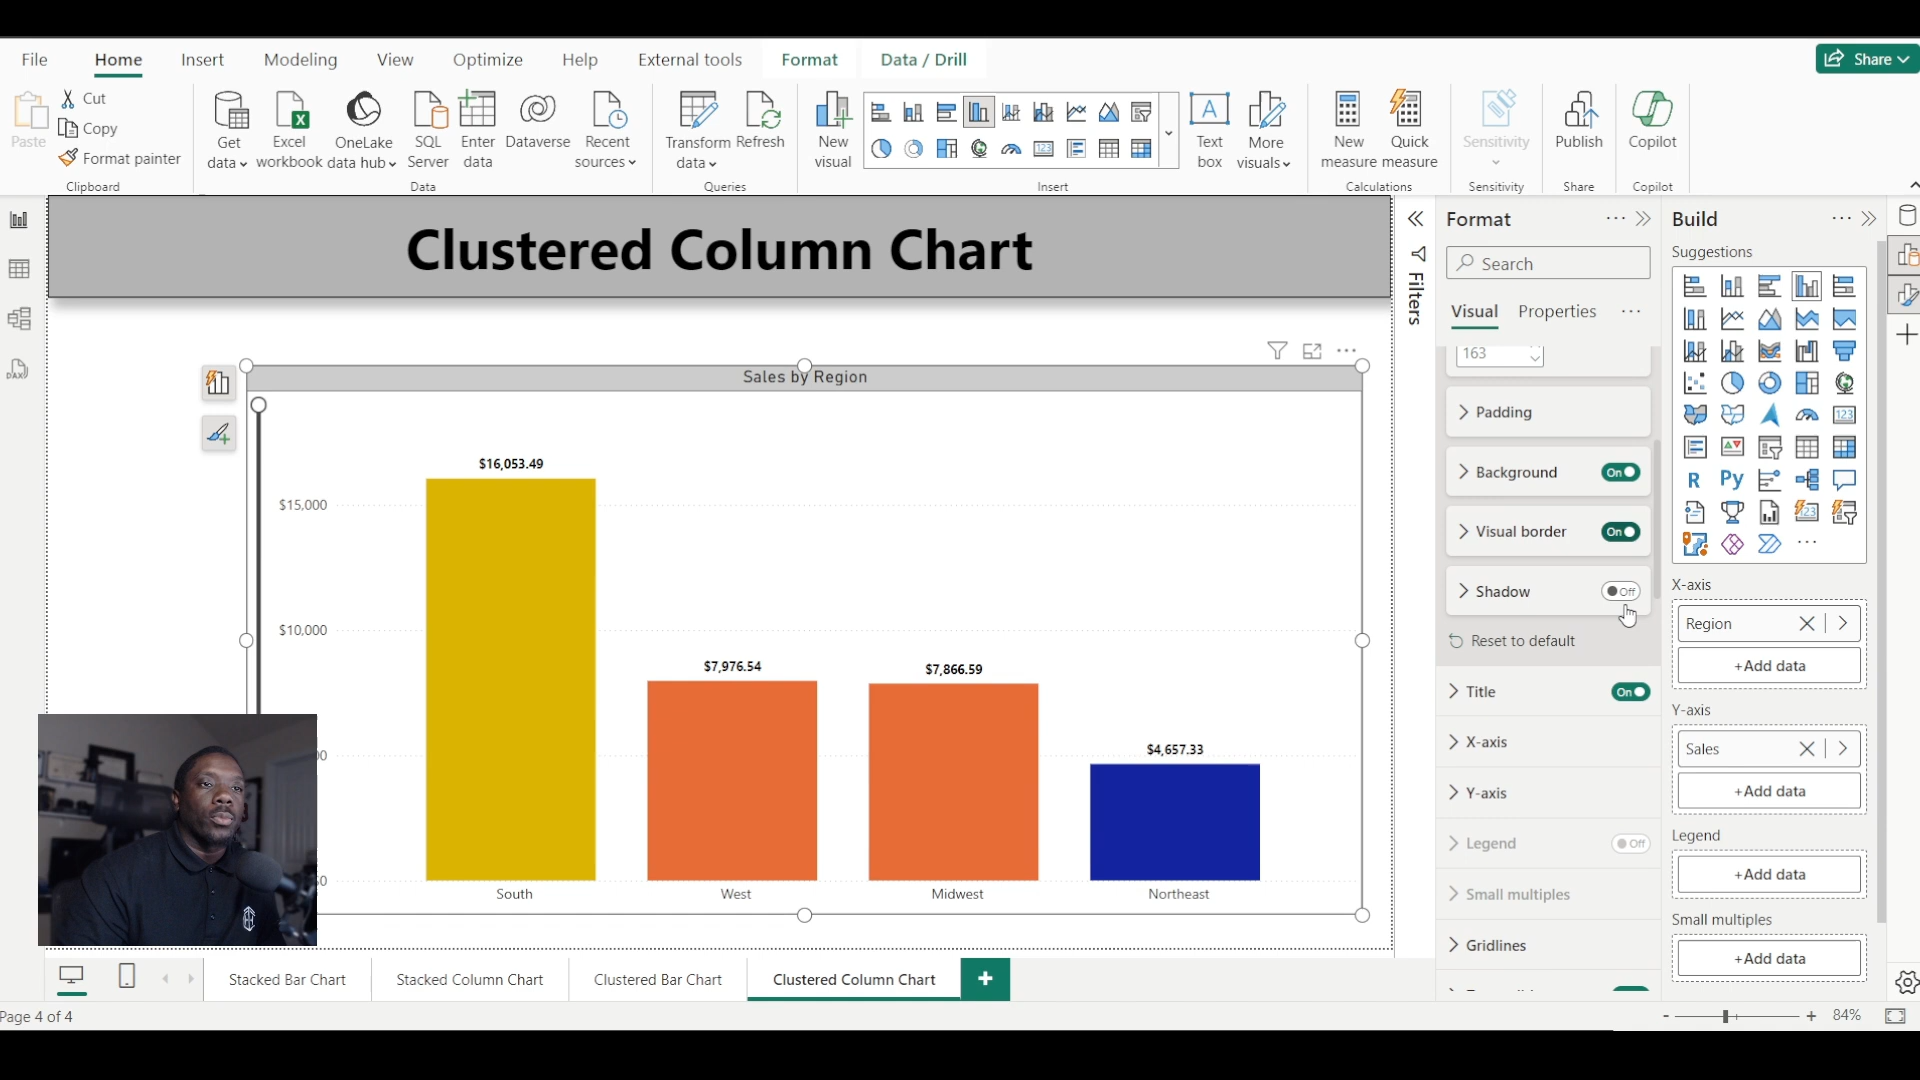 File Home Insert Modeling View Optimize Help External tools Format Data / Drill Share
Paste Cut
Copy
Format painter
Clipboard
Get data
Excel workbook
OneLake data hub
SQL Server
Enter data
Dataverse
Recent sources
Data
Transform data
Refresh
Queries
New visual
Text box
More visuals
Insert
New measure
Quick measure
Calculations
Sensitivity
Sensitivity
Publish
Share
Copilot
Copilot
Clustered Column Chart
Sales by Region
$16,053.49
$15,000
$10,000
$7,976.54
$7,866.59
$4,657.33
South West Midwest Northeast
Filters
Format
Search
Visual Properties
163
Padding
Background On
Visual border On
Shadow Off
Reset to default
Title On
X-axis
Y-axis
Legend Off
Small multiples
Gridlines
Build
Suggestions
R Py
123
X-axis
Region
+Add data
Y-axis
Sales
+Add data
Legend
+Add data
Small multiples
+Add data
Stacked Bar Chart Stacked Column Chart Clustered Bar Chart Clustered Column Chart +
Page 4 of 4
- + 84%